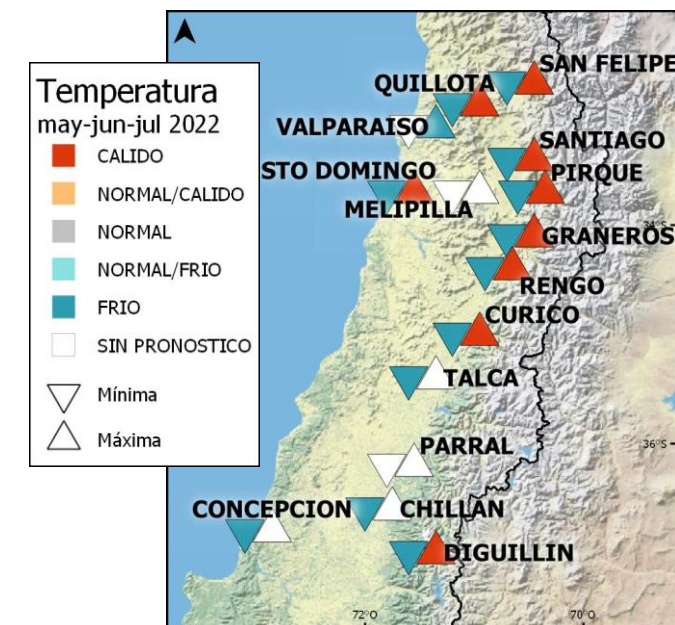 Temperatura
may-jun-jul 2022
CALIDO
NORMAL/CALIDO
NORMAL
NORMAL/FRIO
FRIO
SIN PRONOSTICO
Mínima
Máxima
SAN FELIPE
QUILLOTA
VALPARAISO
SANTIAGO
STO DOMINGO
PIRQUE
MELIPILLA
34°S
GRANEROS
RENGO
CURICO
TALCA
36°S
PARRAL
CONCEPCION
CHILLAN
DIGUILLIN
72°O
70°O